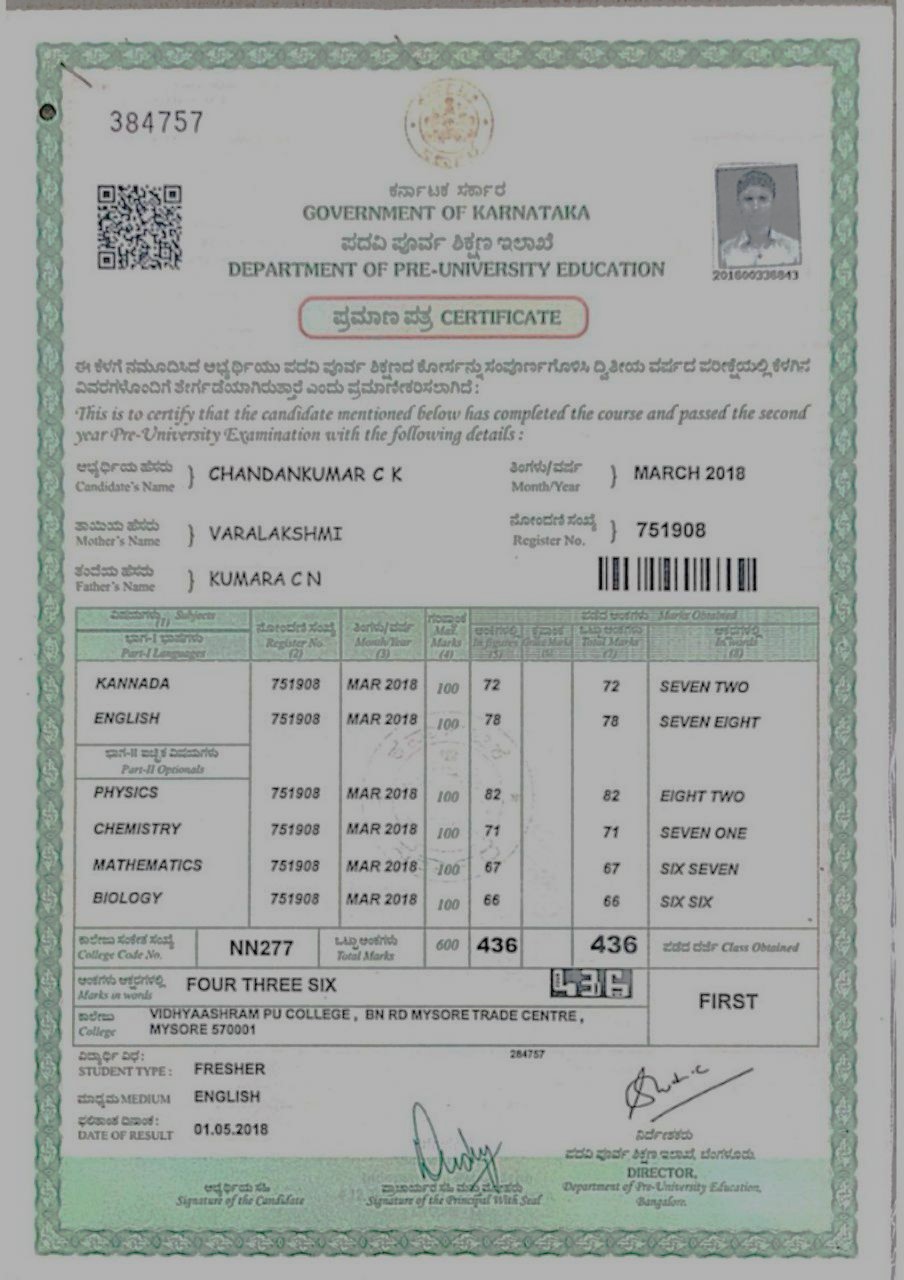 384757
ಕರ್ನಾಟಕ ಸರ್ಕಾರ
GOVERNMENT OF KARNATAKA
ಪದವಿ ಪೂರ್ವ ಶಿಕ್ಷಣ ಇಲಾಖೆ
DEPARTMENT OF PRE-UNIVERSITY EDUCATION
201600336843
ಪ್ರಮಾಣ ಪತ್ರ CERTIFICATE
ಈ ಕೆಳಗೆ ನಮೂದಿಸಿದ ಅಭ್ಯರ್ಥಿಯು ಪದವಿ ಪೂರ್ವ ಶಿಕ್ಷಣದ ಕೋರ್ಸನ್ನು ಸಂಪೂರ್ಣಗೊಳಿಸಿ ದ್ವಿತೀಯ ವರ್ಷದ ಪರೀಕ್ಷೆಯಲ್ಲಿ ಕೆಳಗಿನ
ವಿವರಗಳೊಂದಿಗೆ ತೇರ್ಗಡೆಯಾಗಿರುತ್ತಾರೆ ಎಂದು ಪ್ರಮಾಣೀಕರಿಸಲಾಗಿದೆ :
This is to certify that the candidate mentioned below has completed the course and passed the second
year Pre-University Examination with the following details :
ಅಭ್ಯರ್ಥಿಯ ಹೆಸರು ತಿಂಗಳು/ವರ್ಷ
Candidate's Name } CHANDANKUMAR C K Month/Year } MARCH 2018
ತಾಯಿಯ ಹೆಸರು ನೋಂದಣಿ ಸಂಖ್ಯೆ
Mother's Name } VARALAKSHMI Register No. } 751908
ತಂದೆಯ ಹೆಸರು
Father's Name } KUMARA C N
ವಿಷಯಗಳು Subjects ಪಡೆದ ಅಂಕಗಳು Marks Obtained
(1) ನೋಂದಣಿ ಸಂಖ್ಯೆ ತಿಂಗಳು/ವರ್ಷ
ಭಾಗ-I ಭಾಷೆಗಳು Register No. Month/Year Max. Marks In figures Total Marks In words
Part-I Languages (2) (3) (4) (5) (6) (7) (8)
KANNADA 751908 MAR 2018 100 72 72 SEVEN TWO
ENGLISH 751908 MAR 2018 100 78 78 SEVEN EIGHT
ಭಾಗ-II ಐಚ್ಛಿಕ ವಿಷಯಗಳು
Part-II Optionals
PHYSICS 751908 MAR 2018 100 82 82 EIGHT TWO
CHEMISTRY 751908 MAR 2018 100 71 71 SEVEN ONE
MATHEMATICS 751908 MAR 2018 100 67 67 SIX SEVEN
BIOLOGY 751908 MAR 2018 100 66 66 SIX SIX
ಕಾಲೇಜು ಸಂಕೇತ ಸಂಖ್ಯೆ ಒಟ್ಟು ಅಂಕಗಳು
College Code No. NN277 Total Marks 600 436 436 ಪಡೆದ ದರ್ಜೆ Class Obtained
ಅಂಕಗಳು ಅಕ್ಷರಗಳಲ್ಲಿ
Marks in words FOUR THREE SIX 436 FIRST
ಕಾಲೇಜು VIDHYAASHRAM PU COLLEGE , BN RD MYSORE TRADE CENTRE ,
College MYSORE 570001
284757
ವಿದ್ಯಾರ್ಥಿ ವಿಧ :
STUDENT TYPE : FRESHER
ಮಾಧ್ಯಮ MEDIUM ENGLISH
ಫಲಿತಾಂಶ ದಿನಾಂಕ :
DATE OF RESULT 01.05.2018
ನಿರ್ದೇಶಕರು
ಪದವಿ ಪೂರ್ವ ಶಿಕ್ಷಣ ಇಲಾಖೆ, ಬೆಂಗಳೂರು.
DIRECTOR,
Department of Pre-University Education,
Bangalore.
ಅಭ್ಯರ್ಥಿಯ ಸಹಿ
Signature of the Candidate
ಪ್ರಾಚಾರ್ಯರ ಸಹಿ ಮತ್ತು ಮೊಹರು
Signature of the Principal With Seal